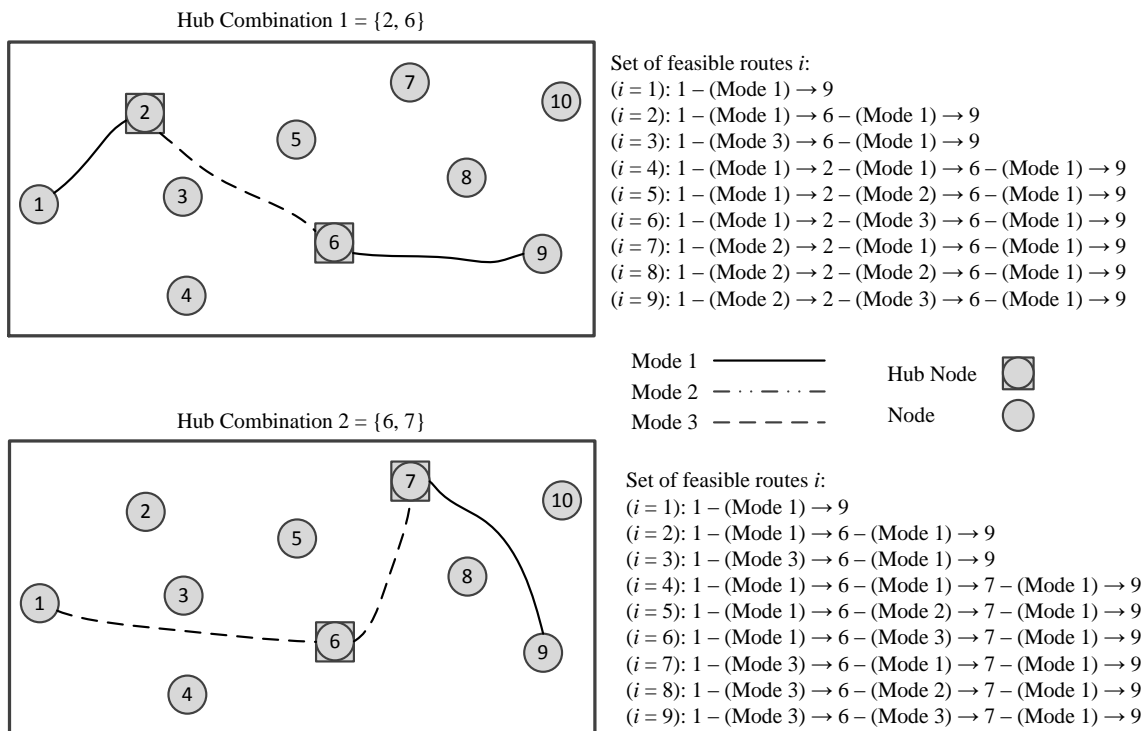 Hub Combination 1 = {2, 6}
7
10
2
5
8
3
1
6
9
4
Set of feasible routes i:
(i = 1): 1 – (Mode 1) → 9
(i = 2): 1 – (Mode 1) → 6 – (Mode 1) → 9
(i = 3): 1 – (Mode 3) → 6 – (Mode 1) → 9
(i = 4): 1 – (Mode 1) → 2 – (Mode 1) → 6 – (Mode 1) → 9
(i = 5): 1 – (Mode 1) → 2 – (Mode 2) → 6 – (Mode 1) → 9
(i = 6): 1 – (Mode 1) → 2 – (Mode 3) → 6 – (Mode 1) → 9
(i = 7): 1 – (Mode 2) → 2 – (Mode 1) → 6 – (Mode 1) → 9
(i = 8): 1 – (Mode 2) → 2 – (Mode 2) → 6 – (Mode 1) → 9
(i = 9): 1 – (Mode 2) → 2 – (Mode 3) → 6 – (Mode 1) → 9
Mode 1
Mode 2
Mode 3
Hub Node
Node
Hub Combination 2 = {6, 7}
7
10
2
5
8
3
1
6
9
4
Set of feasible routes i:
(i = 1): 1 – (Mode 1) → 9
(i = 2): 1 – (Mode 1) → 6 – (Mode 1) → 9
(i = 3): 1 – (Mode 3) → 6 – (Mode 1) → 9
(i = 4): 1 – (Mode 1) → 6 – (Mode 1) → 7 – (Mode 1) → 9
(i = 5): 1 – (Mode 1) → 6 – (Mode 2) → 7 – (Mode 1) → 9
(i = 6): 1 – (Mode 1) → 6 – (Mode 3) → 7 – (Mode 1) → 9
(i = 7): 1 – (Mode 3) → 6 – (Mode 1) → 7 – (Mode 1) → 9
(i = 8): 1 – (Mode 3) → 6 – (Mode 2) → 7 – (Mode 1) → 9
(i = 9): 1 – (Mode 3) → 6 – (Mode 3) → 7 – (Mode 1) → 9